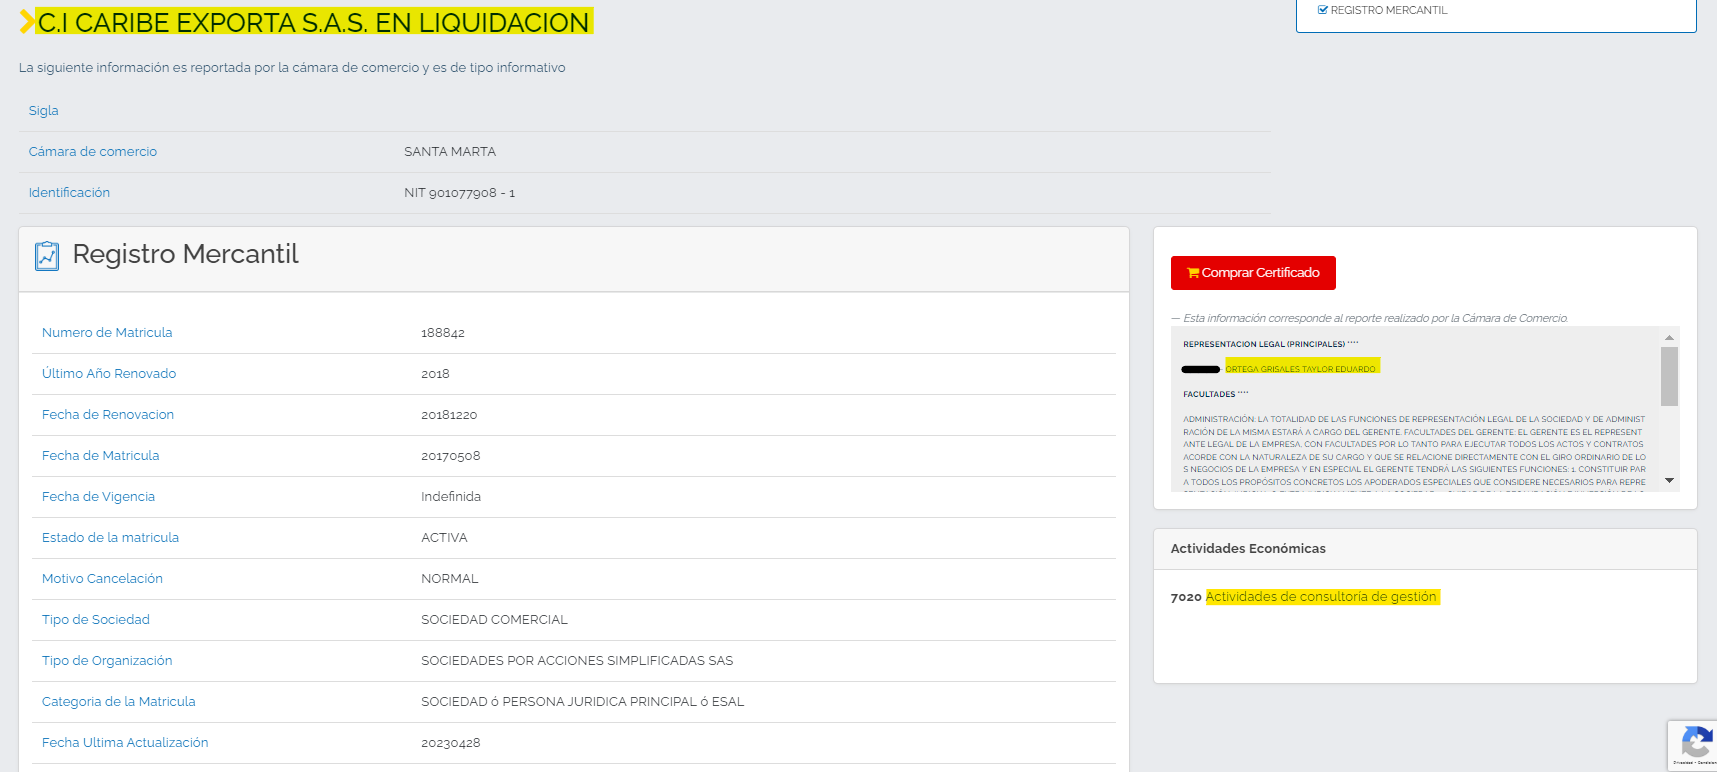 C.I CARIBE EXPORTA S.A.S. EN LIQUIDACION
REGISTRO MERCANTIL
La siguiente información es reportada por la cámara de comercio y es de tipo informativo
Sigla
Cámara de comercio SANTA MARTA
Identificación NIT 901077908 - 1
Registro Mercantil
Numero de Matricula 188842
Último Año Renovado 2018
Fecha de Renovacion 20181220
Fecha de Matricula 20170508
Fecha de Vigencia Indefinida
Estado de la matricula ACTIVA
Motivo Cancelación NORMAL
Tipo de Sociedad SOCIEDAD COMERCIAL
Tipo de Organización SOCIEDADES POR ACCIONES SIMPLIFICADAS SAS
Categoria de la Matricula SOCIEDAD ó PERSONA JURIDICA PRINCIPAL ó ESAL
Fecha Ultima Actualización 20230428
Comprar Certificado
— Esta información corresponde al reporte realizado por la Cámara de Comercio.
REPRESENTACION LEGAL (PRINCIPALES) ****
- ORTEGA GRISALES TAYLOR EDUARDO
FACULTADES ****
ADMINISTRACIÓN: LA TOTALIDAD DE LAS FUNCIONES DE REPRESENTACIÓN LEGAL DE LA SOCIEDAD Y DE ADMINIST
RACIÓN DE LA MISMA ESTARÁ A CARGO DEL GERENTE. FACULTADES DEL GERENTE: EL GERENTE ES EL REPRESENT
ANTE LEGAL DE LA EMPRESA, CON FACULTADES POR LO TANTO PARA EJECUTAR TODOS LOS ACTOS Y CONTRATOS
ACORDE CON LA NATURALEZA DE SU CARGO Y QUE SE RELACIONE DIRECTAMENTE CON EL GIRO ORDINARIO DE LO
S NEGOCIOS DE LA EMPRESA Y EN ESPECIAL EL GERENTE TENDRÁ LAS SIGUIENTES FUNCIONES: 1. CONSTITUIR PAR
A TODOS LOS PROPÓSITOS CONCRETOS LOS APODERADOS ESPECIALES QUE CONSIDERE NECESARIOS PARA REPRE
Actividades Económicas
7020 Actividades de consultoría de gestión